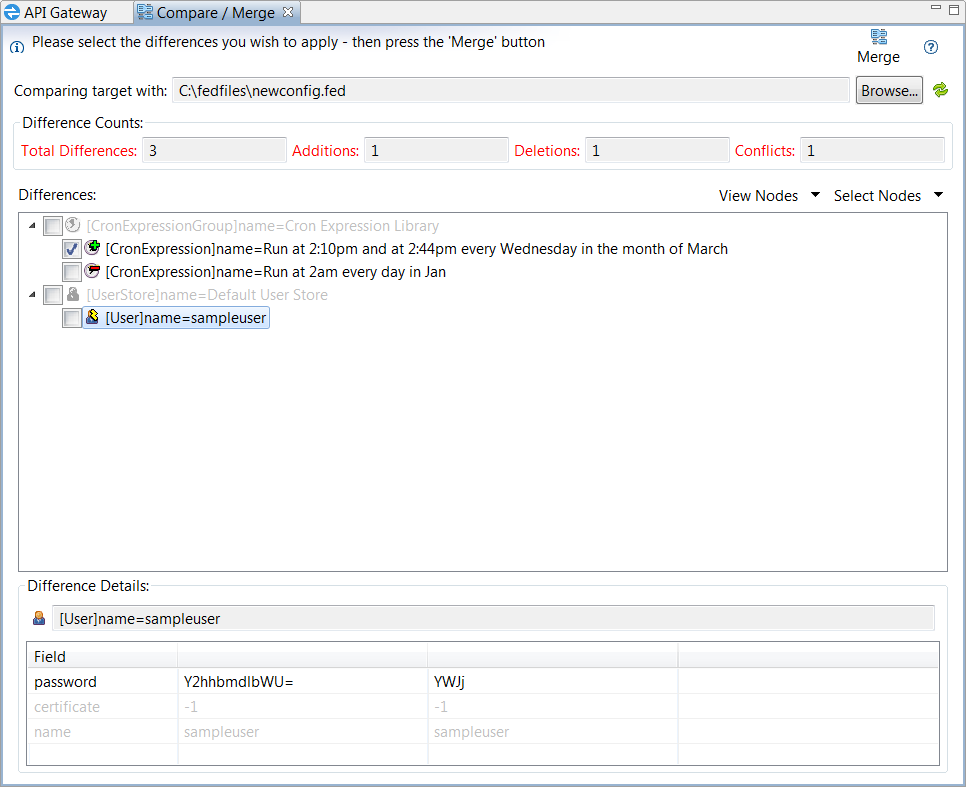 API Gateway
Compare / Merge
Please select the differences you wish to apply - then press the 'Merge' button
Merge
Comparing target with: C:\fedfiles\newconfig.fed Browse...
Difference Counts:
Total Differences: 3 Additions: 1 Deletions: 1 Conflicts: 1
Differences: View Nodes Select Nodes
[CronExpressionGroup]name=Cron Expression Library
[CronExpression]name=Run at 2:10pm and at 2:44pm every Wednesday in the month of March
[CronExpression]name=Run at 2am every day in Jan
[UserStore]name=Default User Store
[User]name=sampleuser
Difference Details:
[User]name=sampleuser
Field
password Y2hhbmdlbWU= YWJj
certificate -1 -1
name sampleuser sampleuser